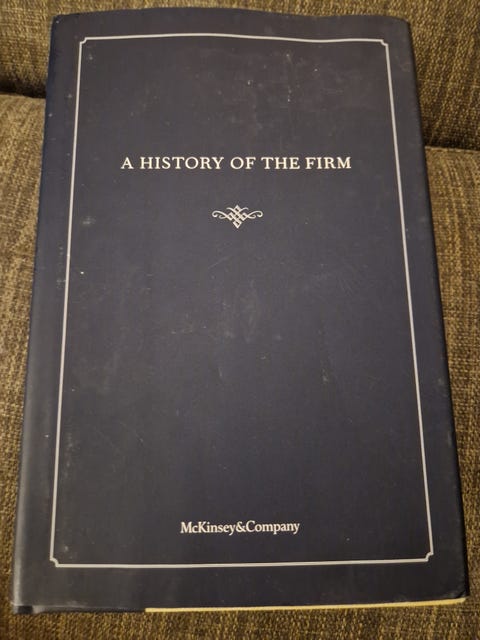 A HISTORY OF THE FIRM
McKinsey&Company